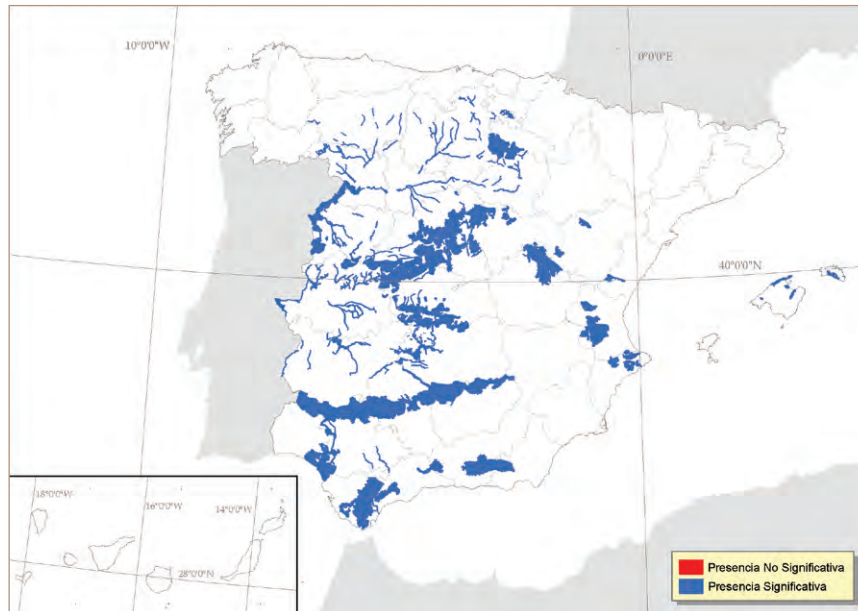 10°0'0"W
0°0'0"E
40°0'0"N
18°0'0"W
16°0'0"W
14°0'0"W
28°0'0"N
Presencia No Significativa
Presencia Significativa